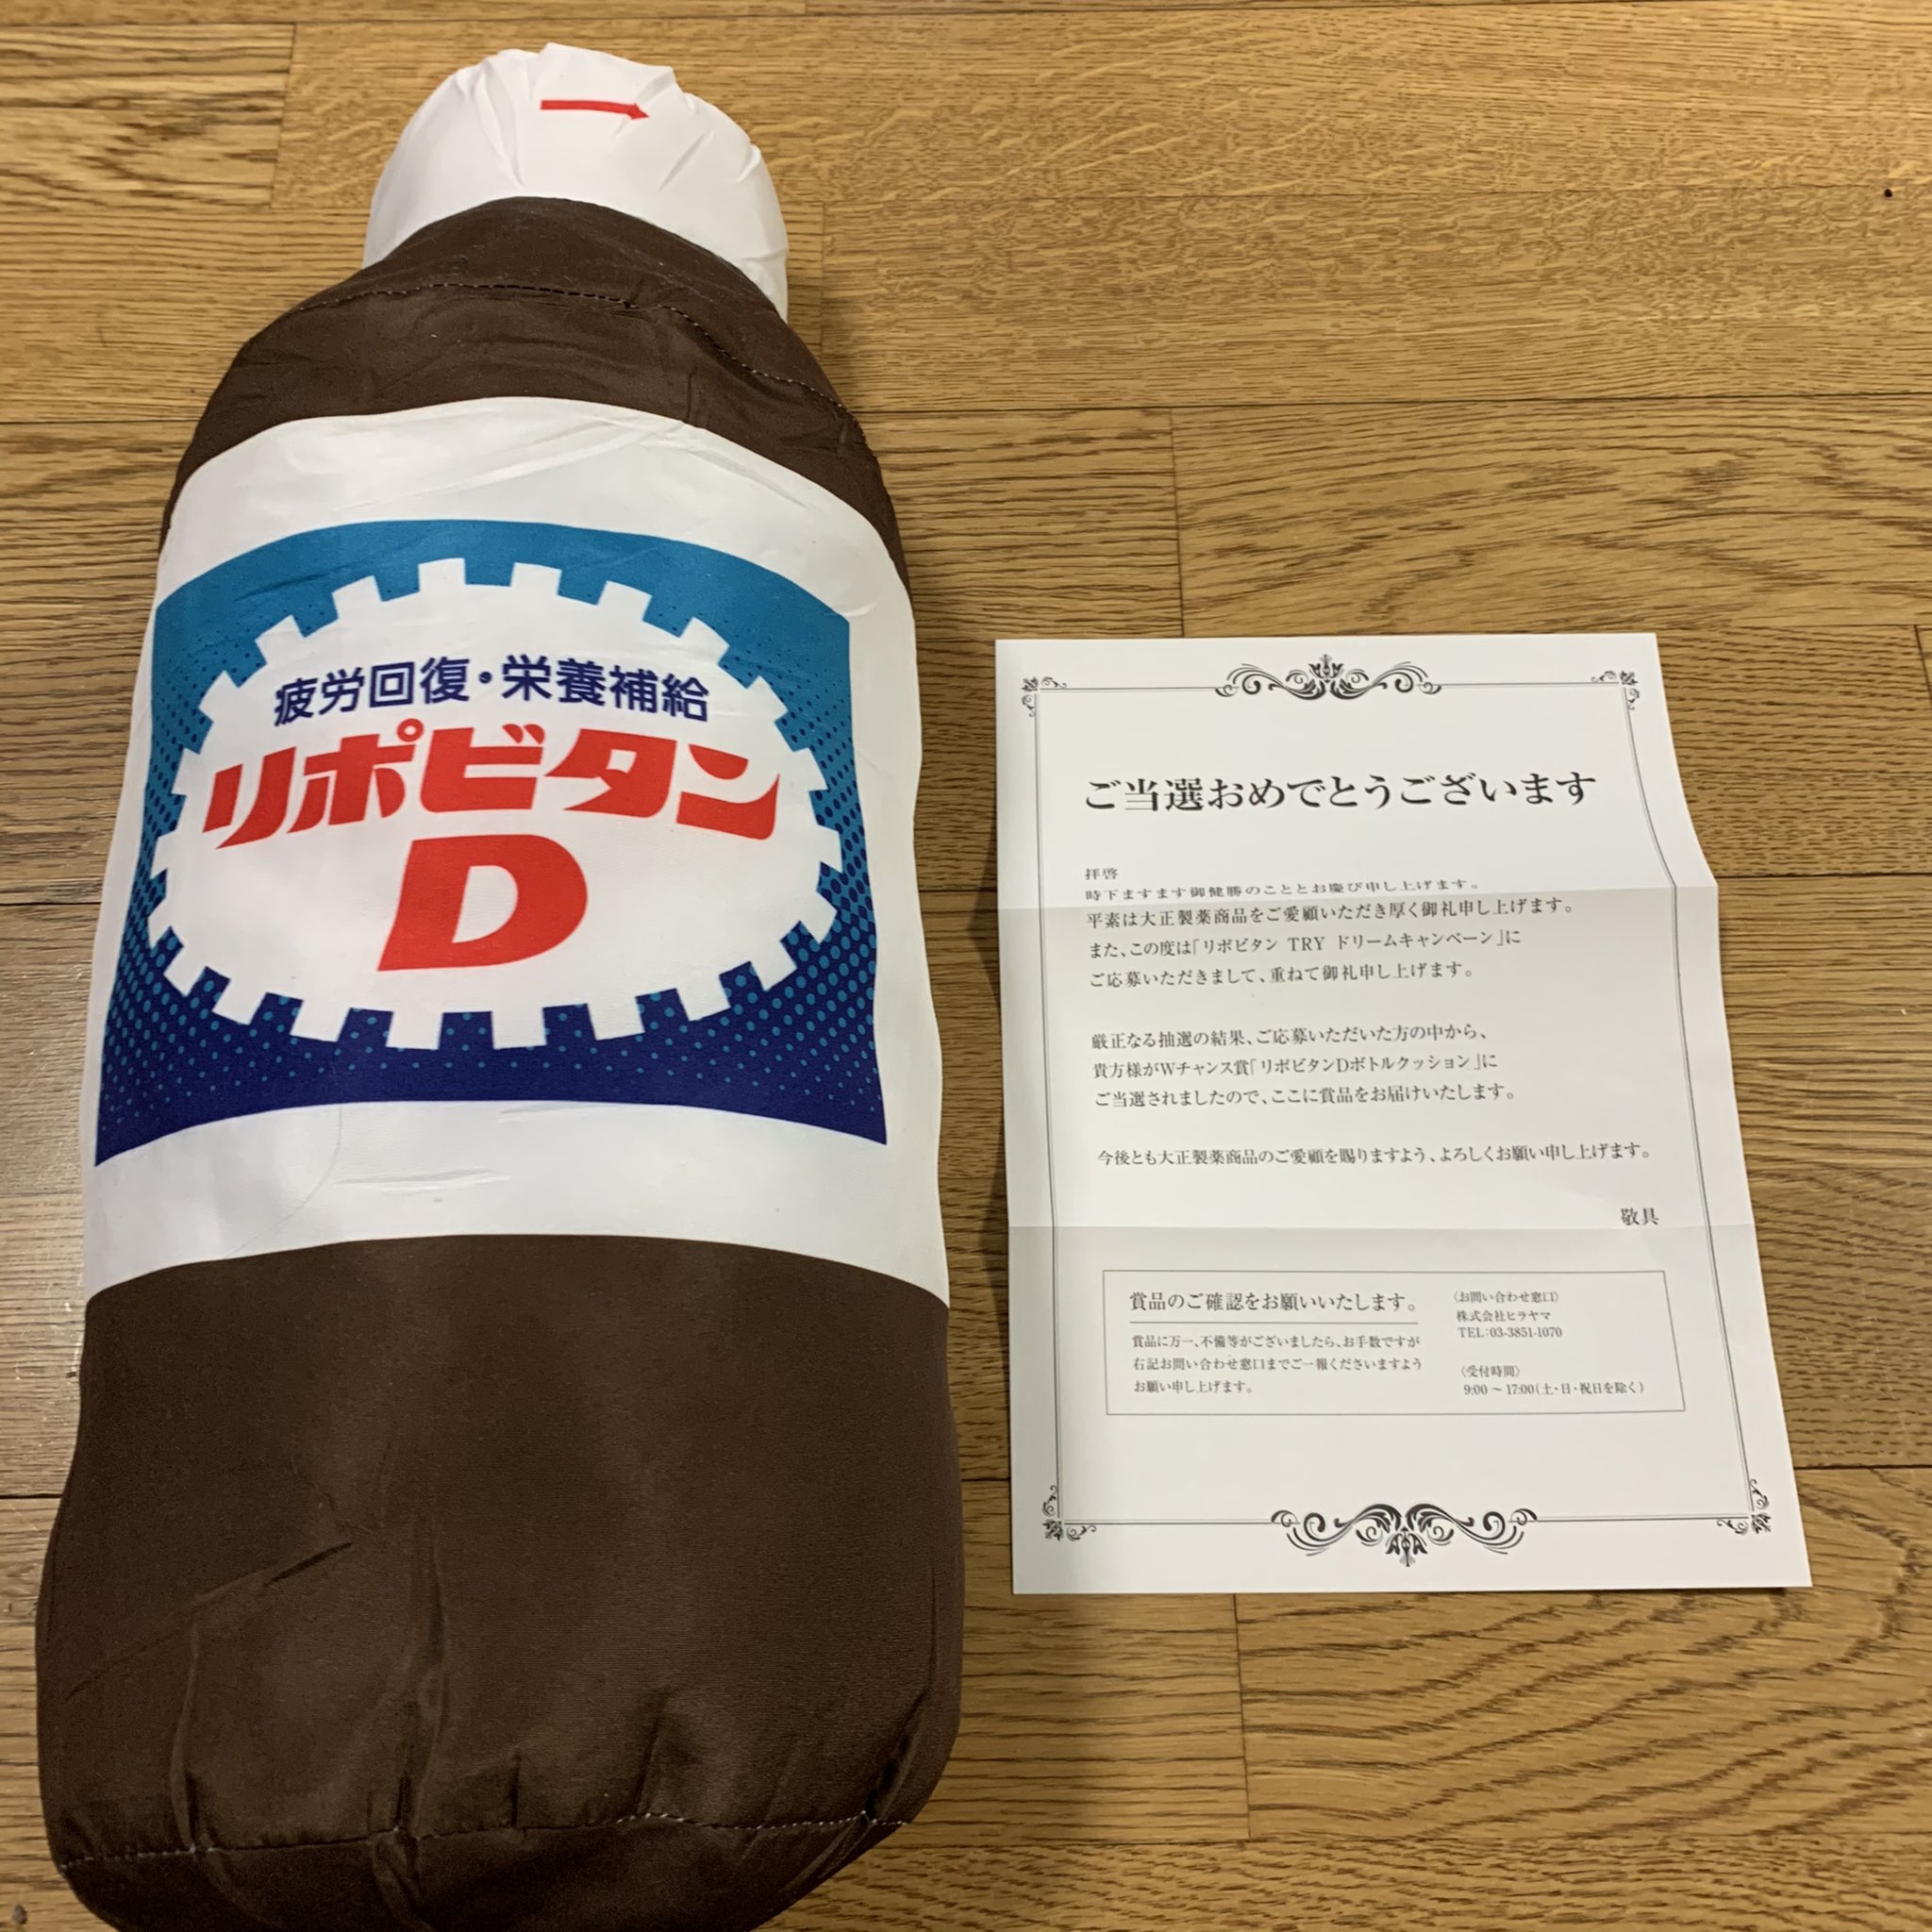 疲労回復・栄養補給
リポビタン
D
ご当選おめでとうございます
拝啓
時下ますます御健勝のこととお慶び申し上げます。
平素は大正製薬商品をご愛顧いただき厚く御礼申し上げます。
また、この度は「リポビタン TRY ドリームキャンペーン」に
ご応募いただきまして、重ねて御礼申し上げます。
厳正なる抽選の結果、ご応募いただいた方の中から、
貴方様がWチャンス賞「リポビタンDボトルクッション」に
ご当選されましたので、ここに賞品をお届けいたします。
今後とも大正製薬商品のご愛顧を賜りますよう、よろしくお願い申し上げます。
敬具
賞品のご確認をお願いいたします。
賞品に万一、不備等がございましたら、お手数ですが
右記お問い合わせ窓口までご一報くださいますよう
お願い申し上げます。
〈お問い合わせ窓口〉
株式会社ヒラヤマ
TEL:03-3851-1070
〈受付時間〉
9:00 ～ 17:00(土・日・祝日を除く)